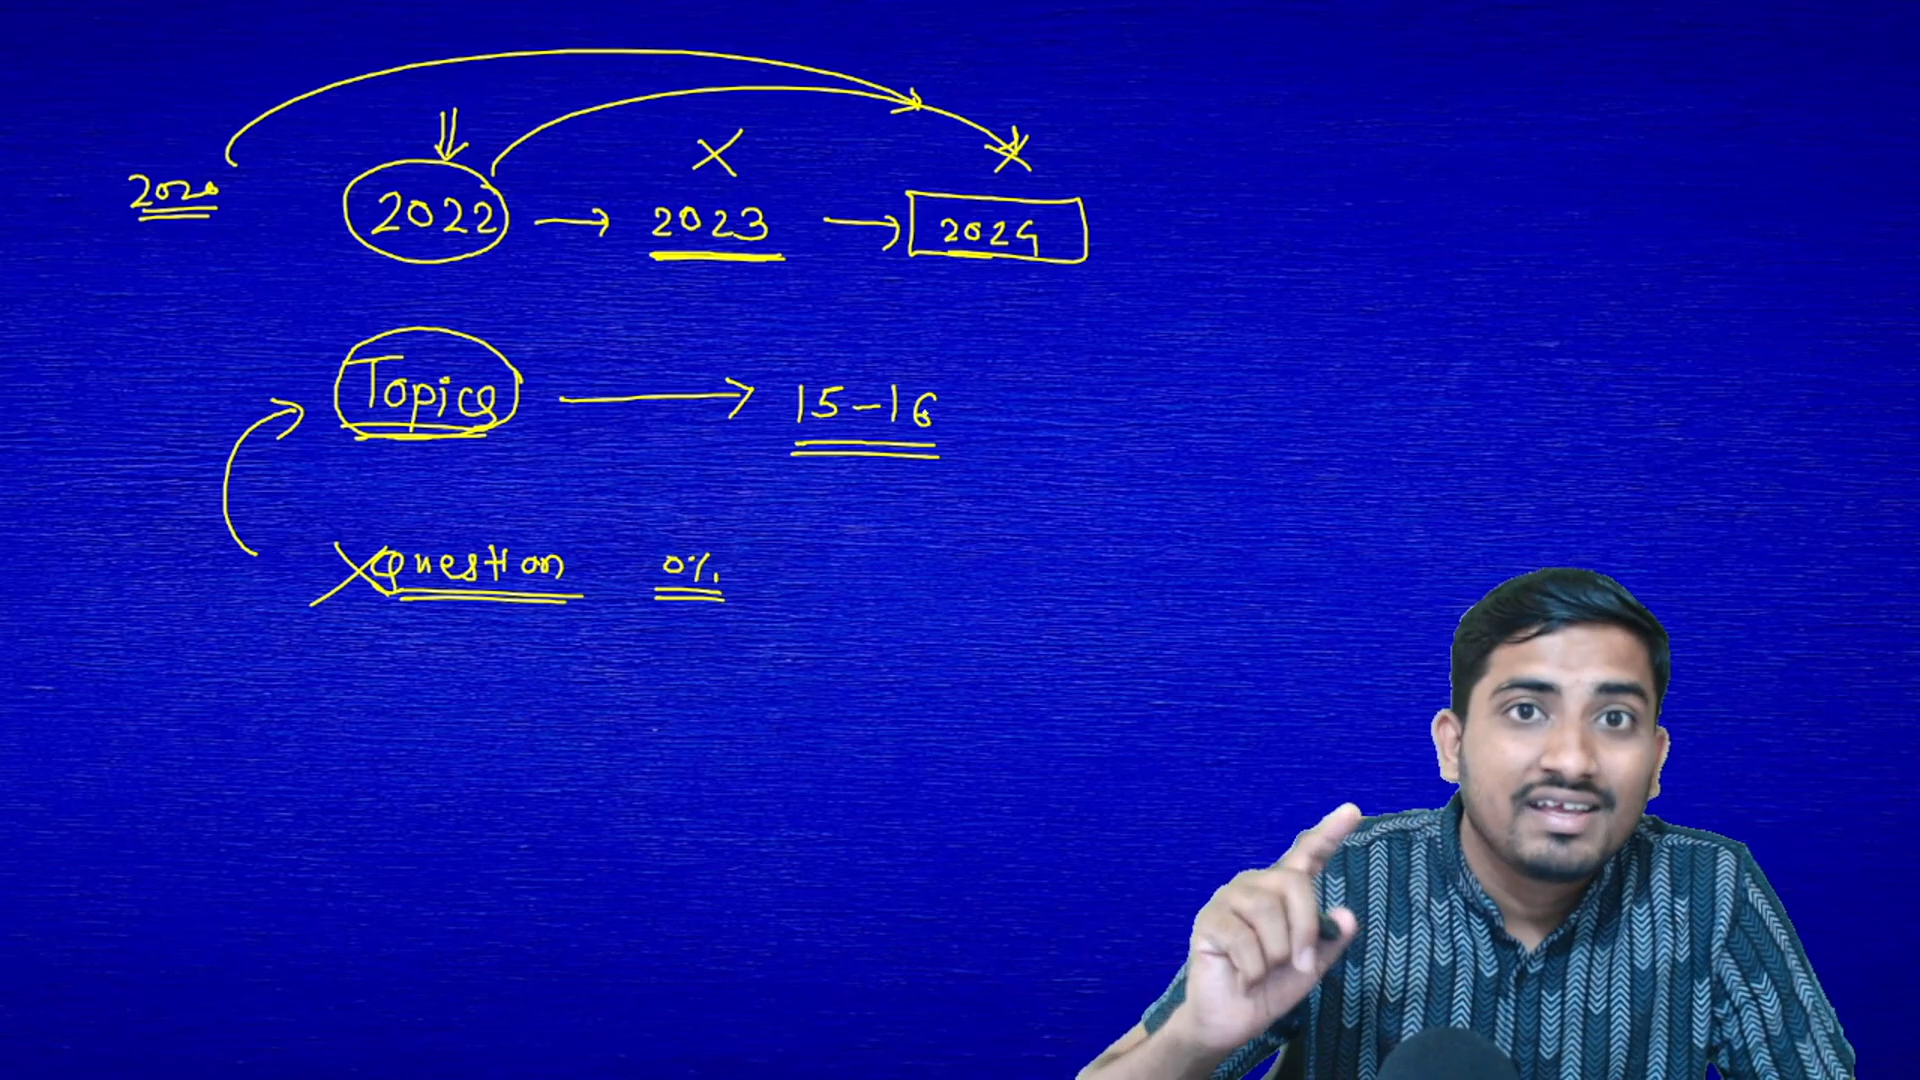 2020 2022 → 2023 → 2024
Topics → 15-16
Question 0%